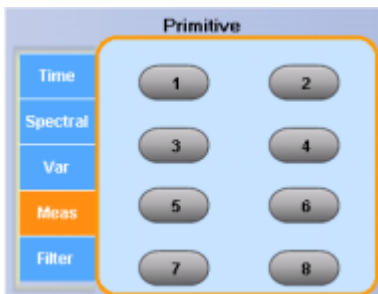 Primitive
Time
1 2
Spectral
3 4
Var
Meas
5 6
Filter
7 8